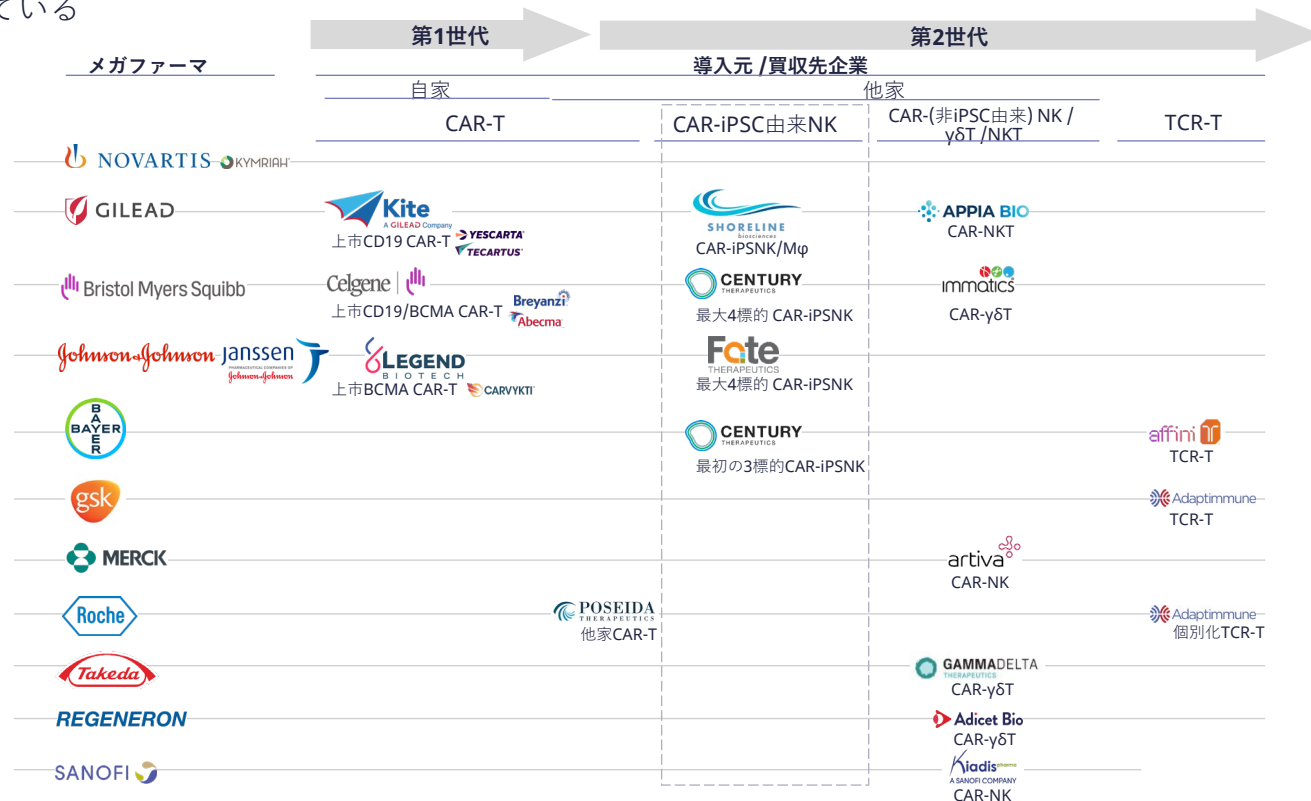 ている
第1世代
第2世代
メガファーマ
導入元 /買収先企業
自家
他家
CAR-T
CAR-iPSC由来NK
CAR-(非iPSC由来) NK /
γδT /NKT
TCR-T
NOVARTIS KYMRIAH
GILEAD
Kite
A GILEAD Company
上市CD19 CAR-T YESCARTA
TECARTUS
SHORELINE
biosciences
CAR-iPSNK/Mφ
APPIA BIO
CAR-NKT
Bristol Myers Squibb
Celgene
上市CD19/BCMA CAR-T Breyanzi
Abecma
CENTURY
THERAPEUTICS
最大4標的 CAR-iPSNK
immatics
CAR-γδT
Johnson&Johnson Janssen
PHARMACEUTICAL COMPANIES OF
Johnson&Johnson
LEGEND
BIOTECH
上市BCMA CAR-T CARVYKTI
Fate
THERAPEUTICS
最大4標的 CAR-iPSNK
BAYER
BAYER
CENTURY
THERAPEUTICS
最初の3標的CAR-iPSNK
affini T
TCR-T
gsk
Adaptimmune
TCR-T
MERCK
artiva
CAR-NK
Roche
POSEIDA
THERAPEUTICS
他家CAR-T
Adaptimmune
個別化TCR-T
Takeda
GAMMADELTA
THERAPEUTICS
CAR-γδT
REGENERON
Adicet Bio
CAR-γδT
SANOFI
Kiadis pharma
A SANOFI COMPANY
CAR-NK